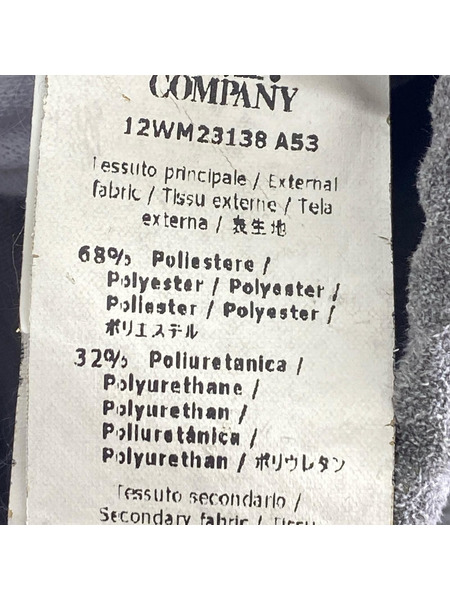 COMPANY
12WM23138 A53
Tessuto principale / External
fabric / Tissu externe / Tela
externa / 表生地
68% Poliestere /
Polyester / Polyester /
Poliester / Polyester /
ポリエステル
32% Poliuretanica /
Polyurethane /
Polyurethan /
Poliuretânica /
Polyurethan / ポリウレタン
Tessuto secondario /
Secondary fabric / Tissu